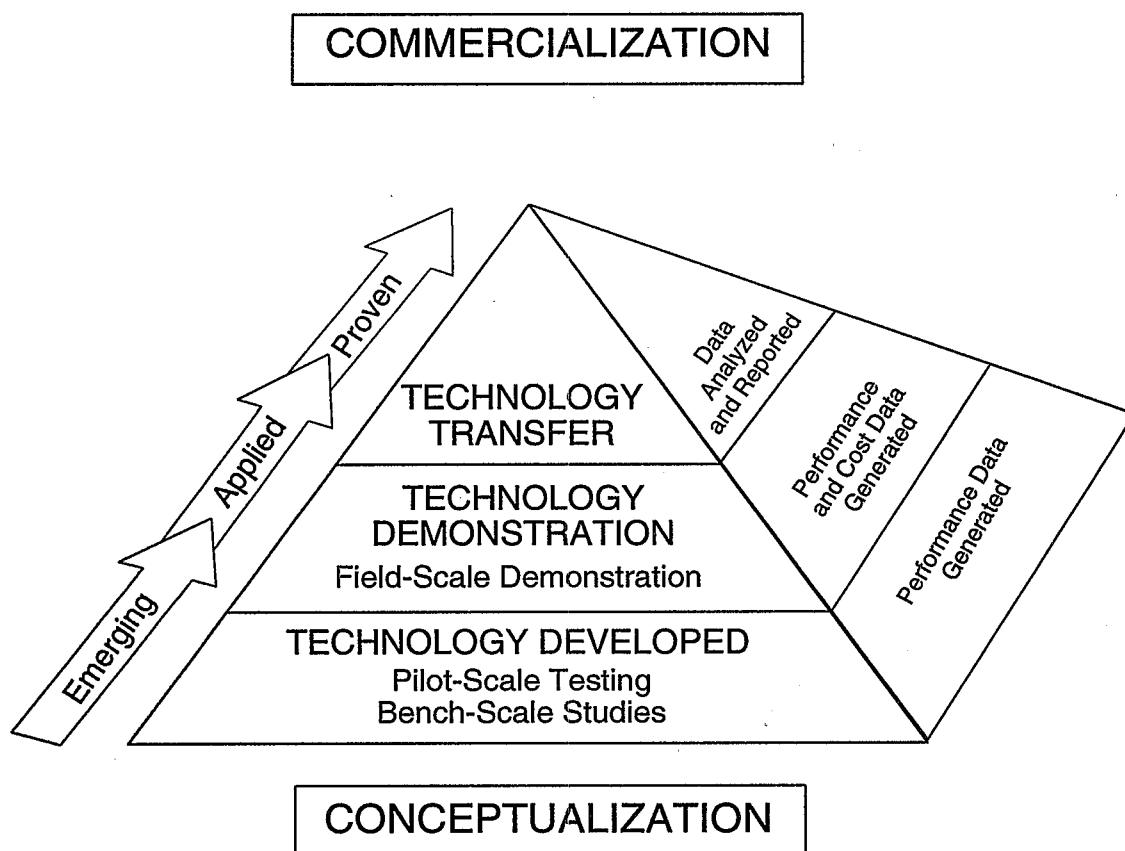 COMMERCIALIZATION
Proven
Applied
Emerging
TECHNOLOGY
TRANSFER
TECHNOLOGY
DEMONSTRATION
Field-Scale Demonstration
TECHNOLOGY DEVELOPED
Pilot-Scale Testing
Bench-Scale Studies
Data
Analyzed
and Reported
Performance
and Cost Data
Generated
Performance Data
Generated
CONCEPTUALIZATION